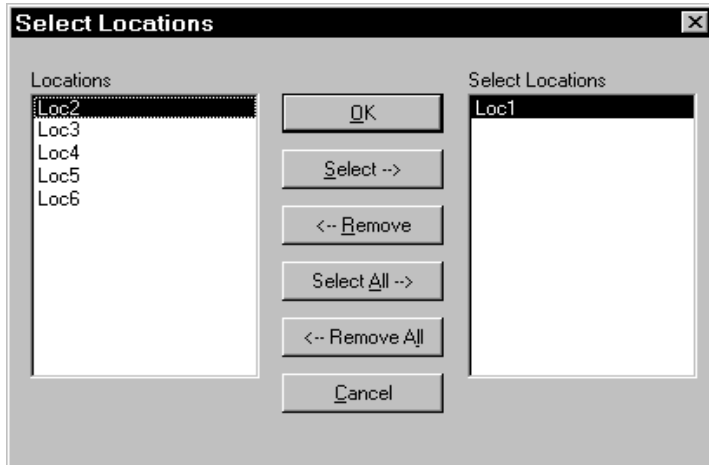 Select Locations
Locations
Loc2
Loc3
Loc4
Loc5
Loc6
OK
Select -->
<-- Remove
Select All -->
<-- Remove All
Cancel
Select Locations
Loc1